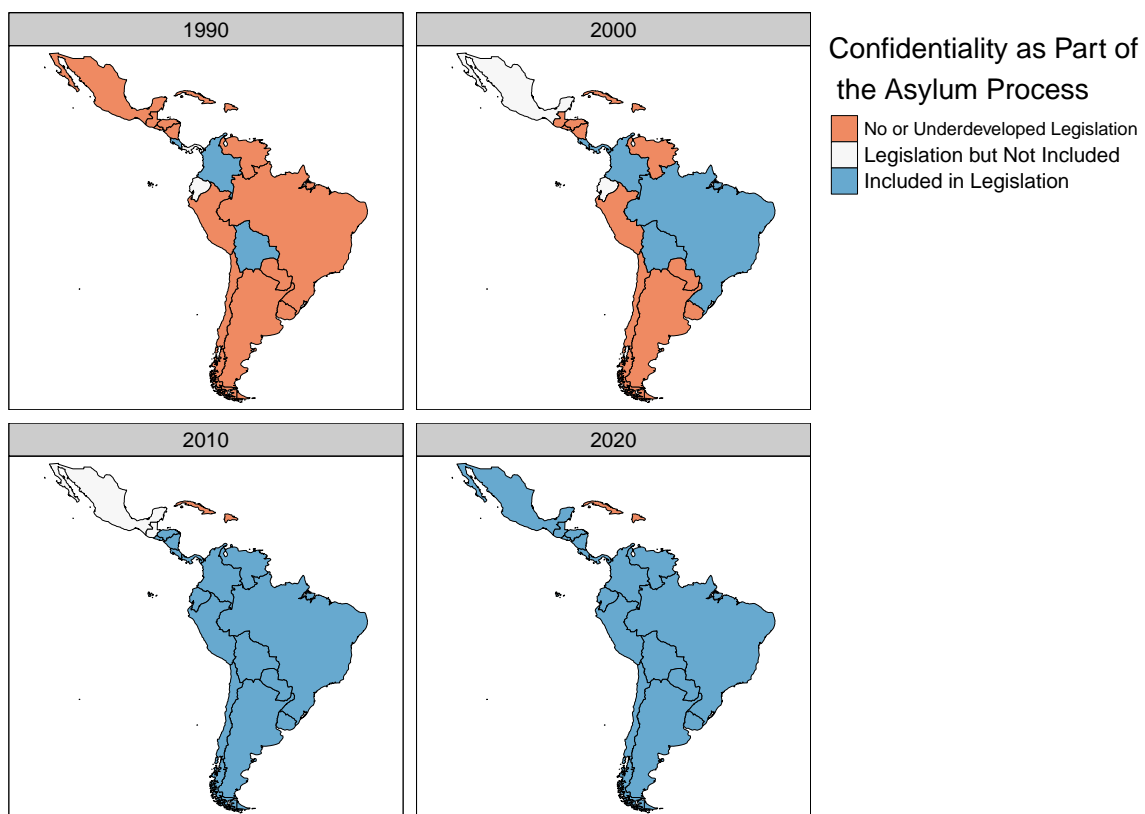 1990
2000
Confidentiality as Part of
the Asylum Process
No or Underdeveloped Legislation
Legislation but Not Included
Included in Legislation
2010
2020